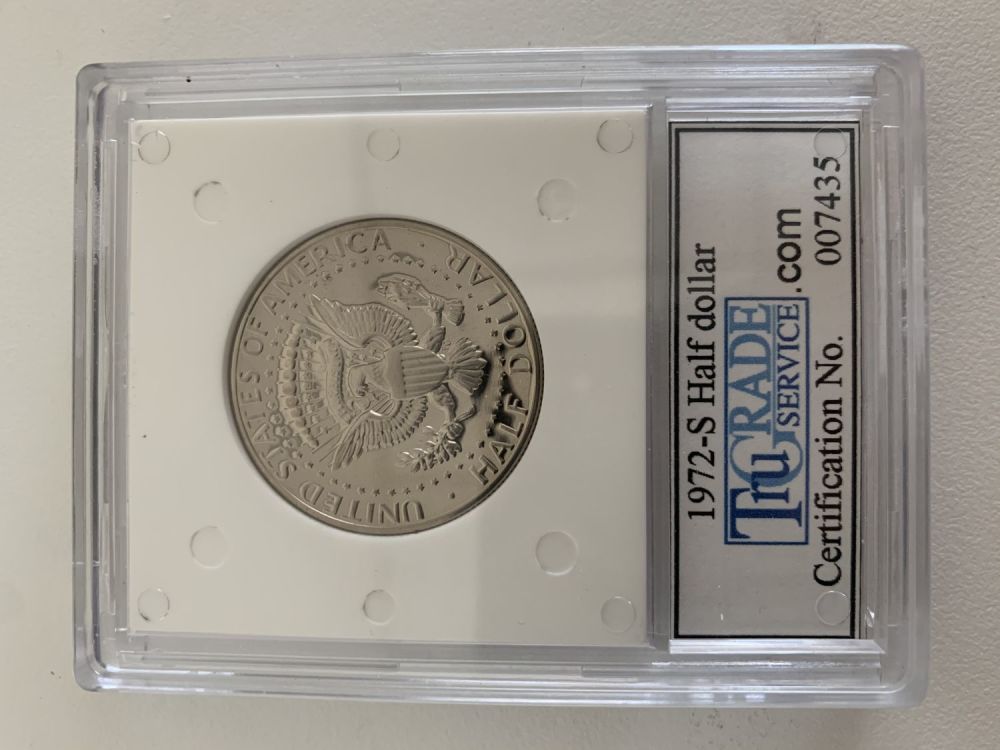 UNITED STATES OF AMERICA
HALF DOLLAR
1972-S Half dollar
TruGRADE
SERVICE.com
Certification No. 007435